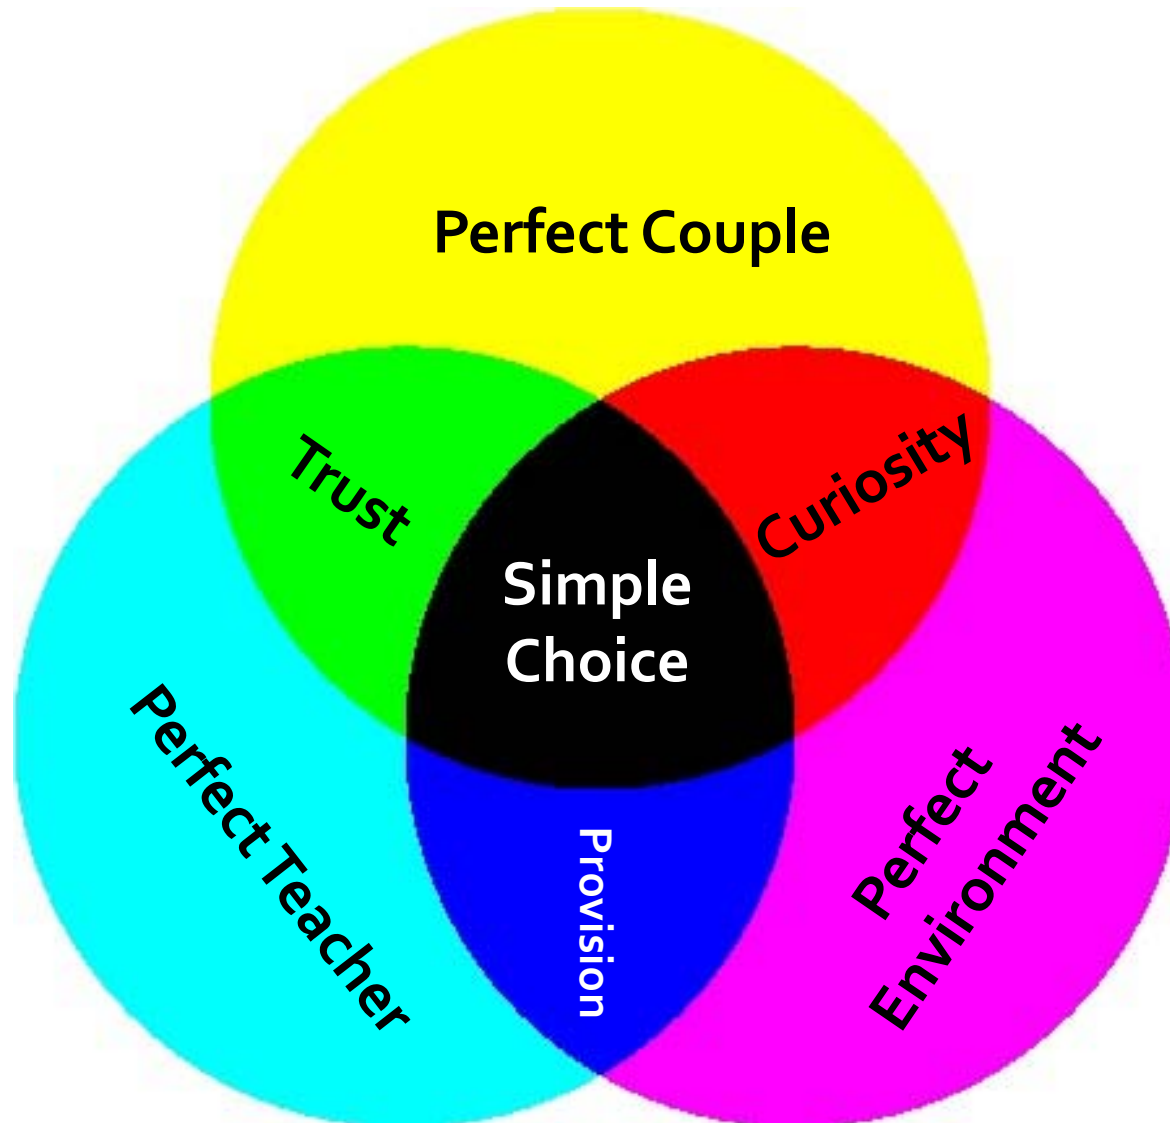 Perfect Couple
Trust
Curiosity
Simple
Choice
Perfect Teacher
Perfect
Environment
Provision